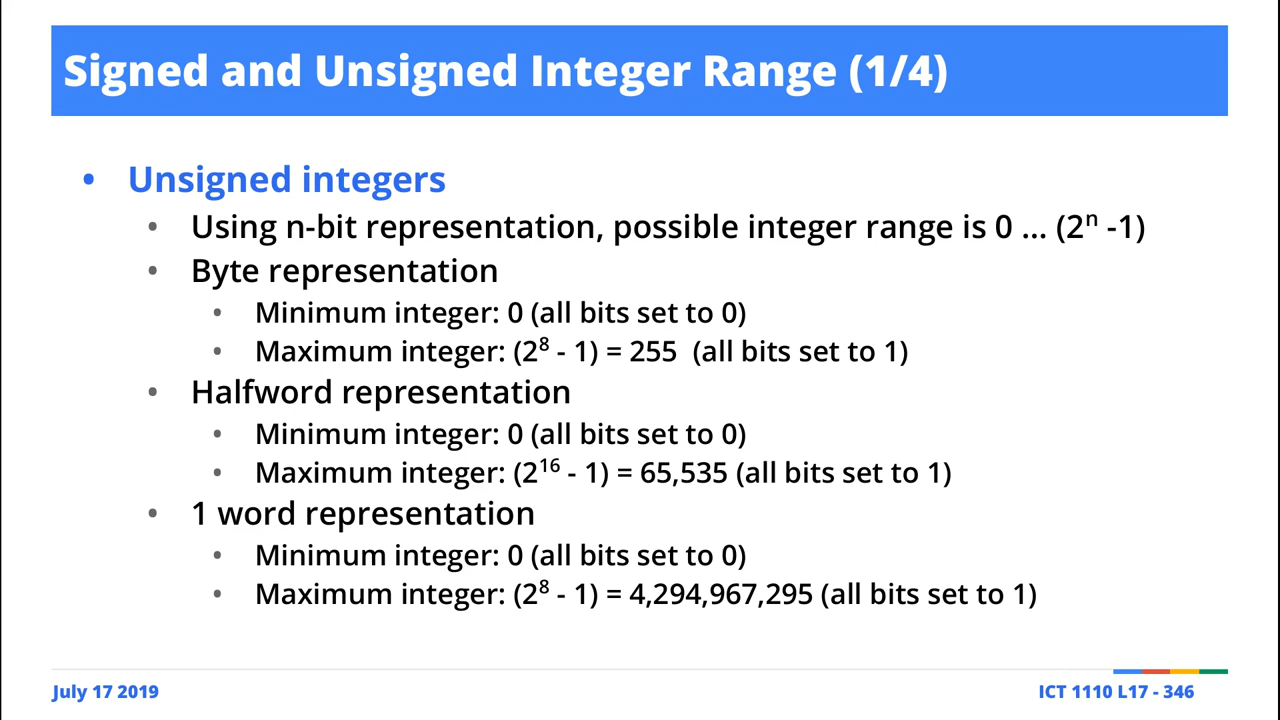 Signed and Unsigned Integer Range (1/4)
• Unsigned integers
• Using n-bit representation, possible integer range is 0 ... (2ⁿ -1)
• Byte representation
• Minimum integer: 0 (all bits set to 0)
• Maximum integer: (2⁸ - 1) = 255 (all bits set to 1)
• Halfword representation
• Minimum integer: 0 (all bits set to 0)
• Maximum integer: (2¹⁶ - 1) = 65,535 (all bits set to 1)
• 1 word representation
• Minimum integer: 0 (all bits set to 0)
• Maximum integer: (2⁸ - 1) = 4,294,967,295 (all bits set to 1)
July 17 2019
ICT 1110 L17 - 346